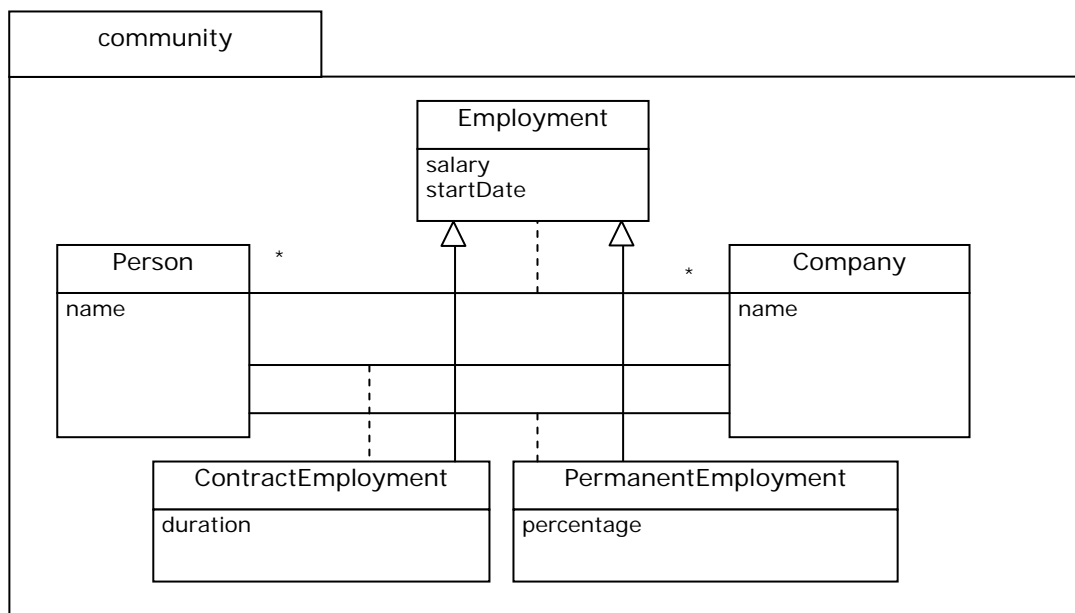 community
Employment
salary
startDate
Person
*
*
Company
name
name
ContractEmployment
PermanentEmployment
duration
percentage